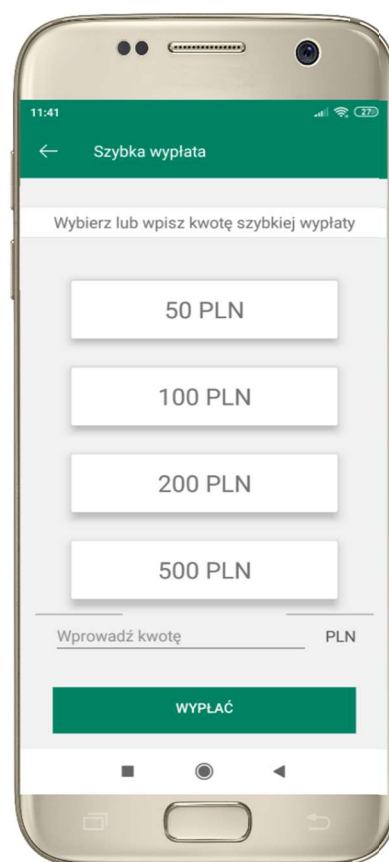 11:41
27
Szybka wypłata
Wybierz lub wpisz kwotę szybkiej wypłaty
50 PLN
100 PLN
200 PLN
500 PLN
Wprowadź kwotę PLN
WYPŁAĆ